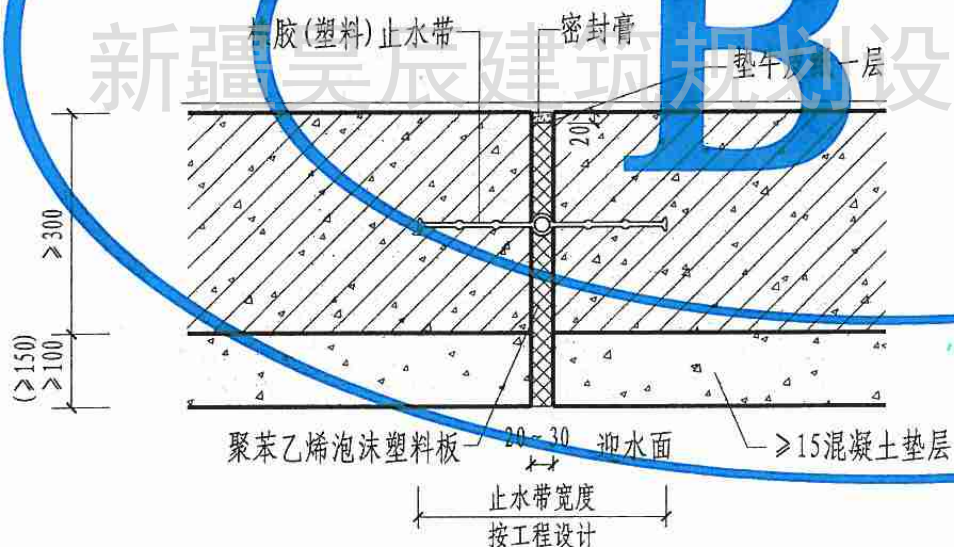 橡胶(塑料)止水带
密封膏
新疆昊辰建筑规划设
垫牛皮纸一层
B
20
≥300
(≥150)
≥100
聚苯乙烯泡沫塑料板
20~30
迎水面
≥15混凝土垫层
止水带宽度
按工程设计